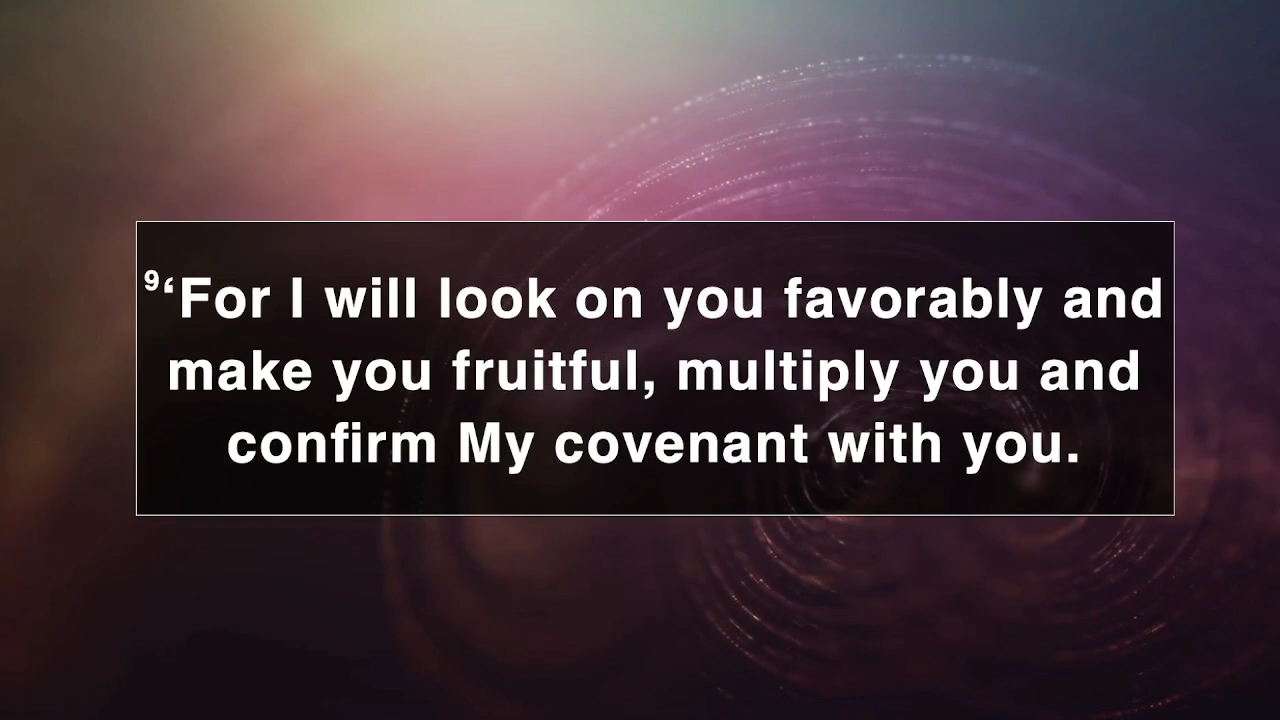 ⁹‘For I will look on you favorably and
make you fruitful, multiply you and
confirm My covenant with you.